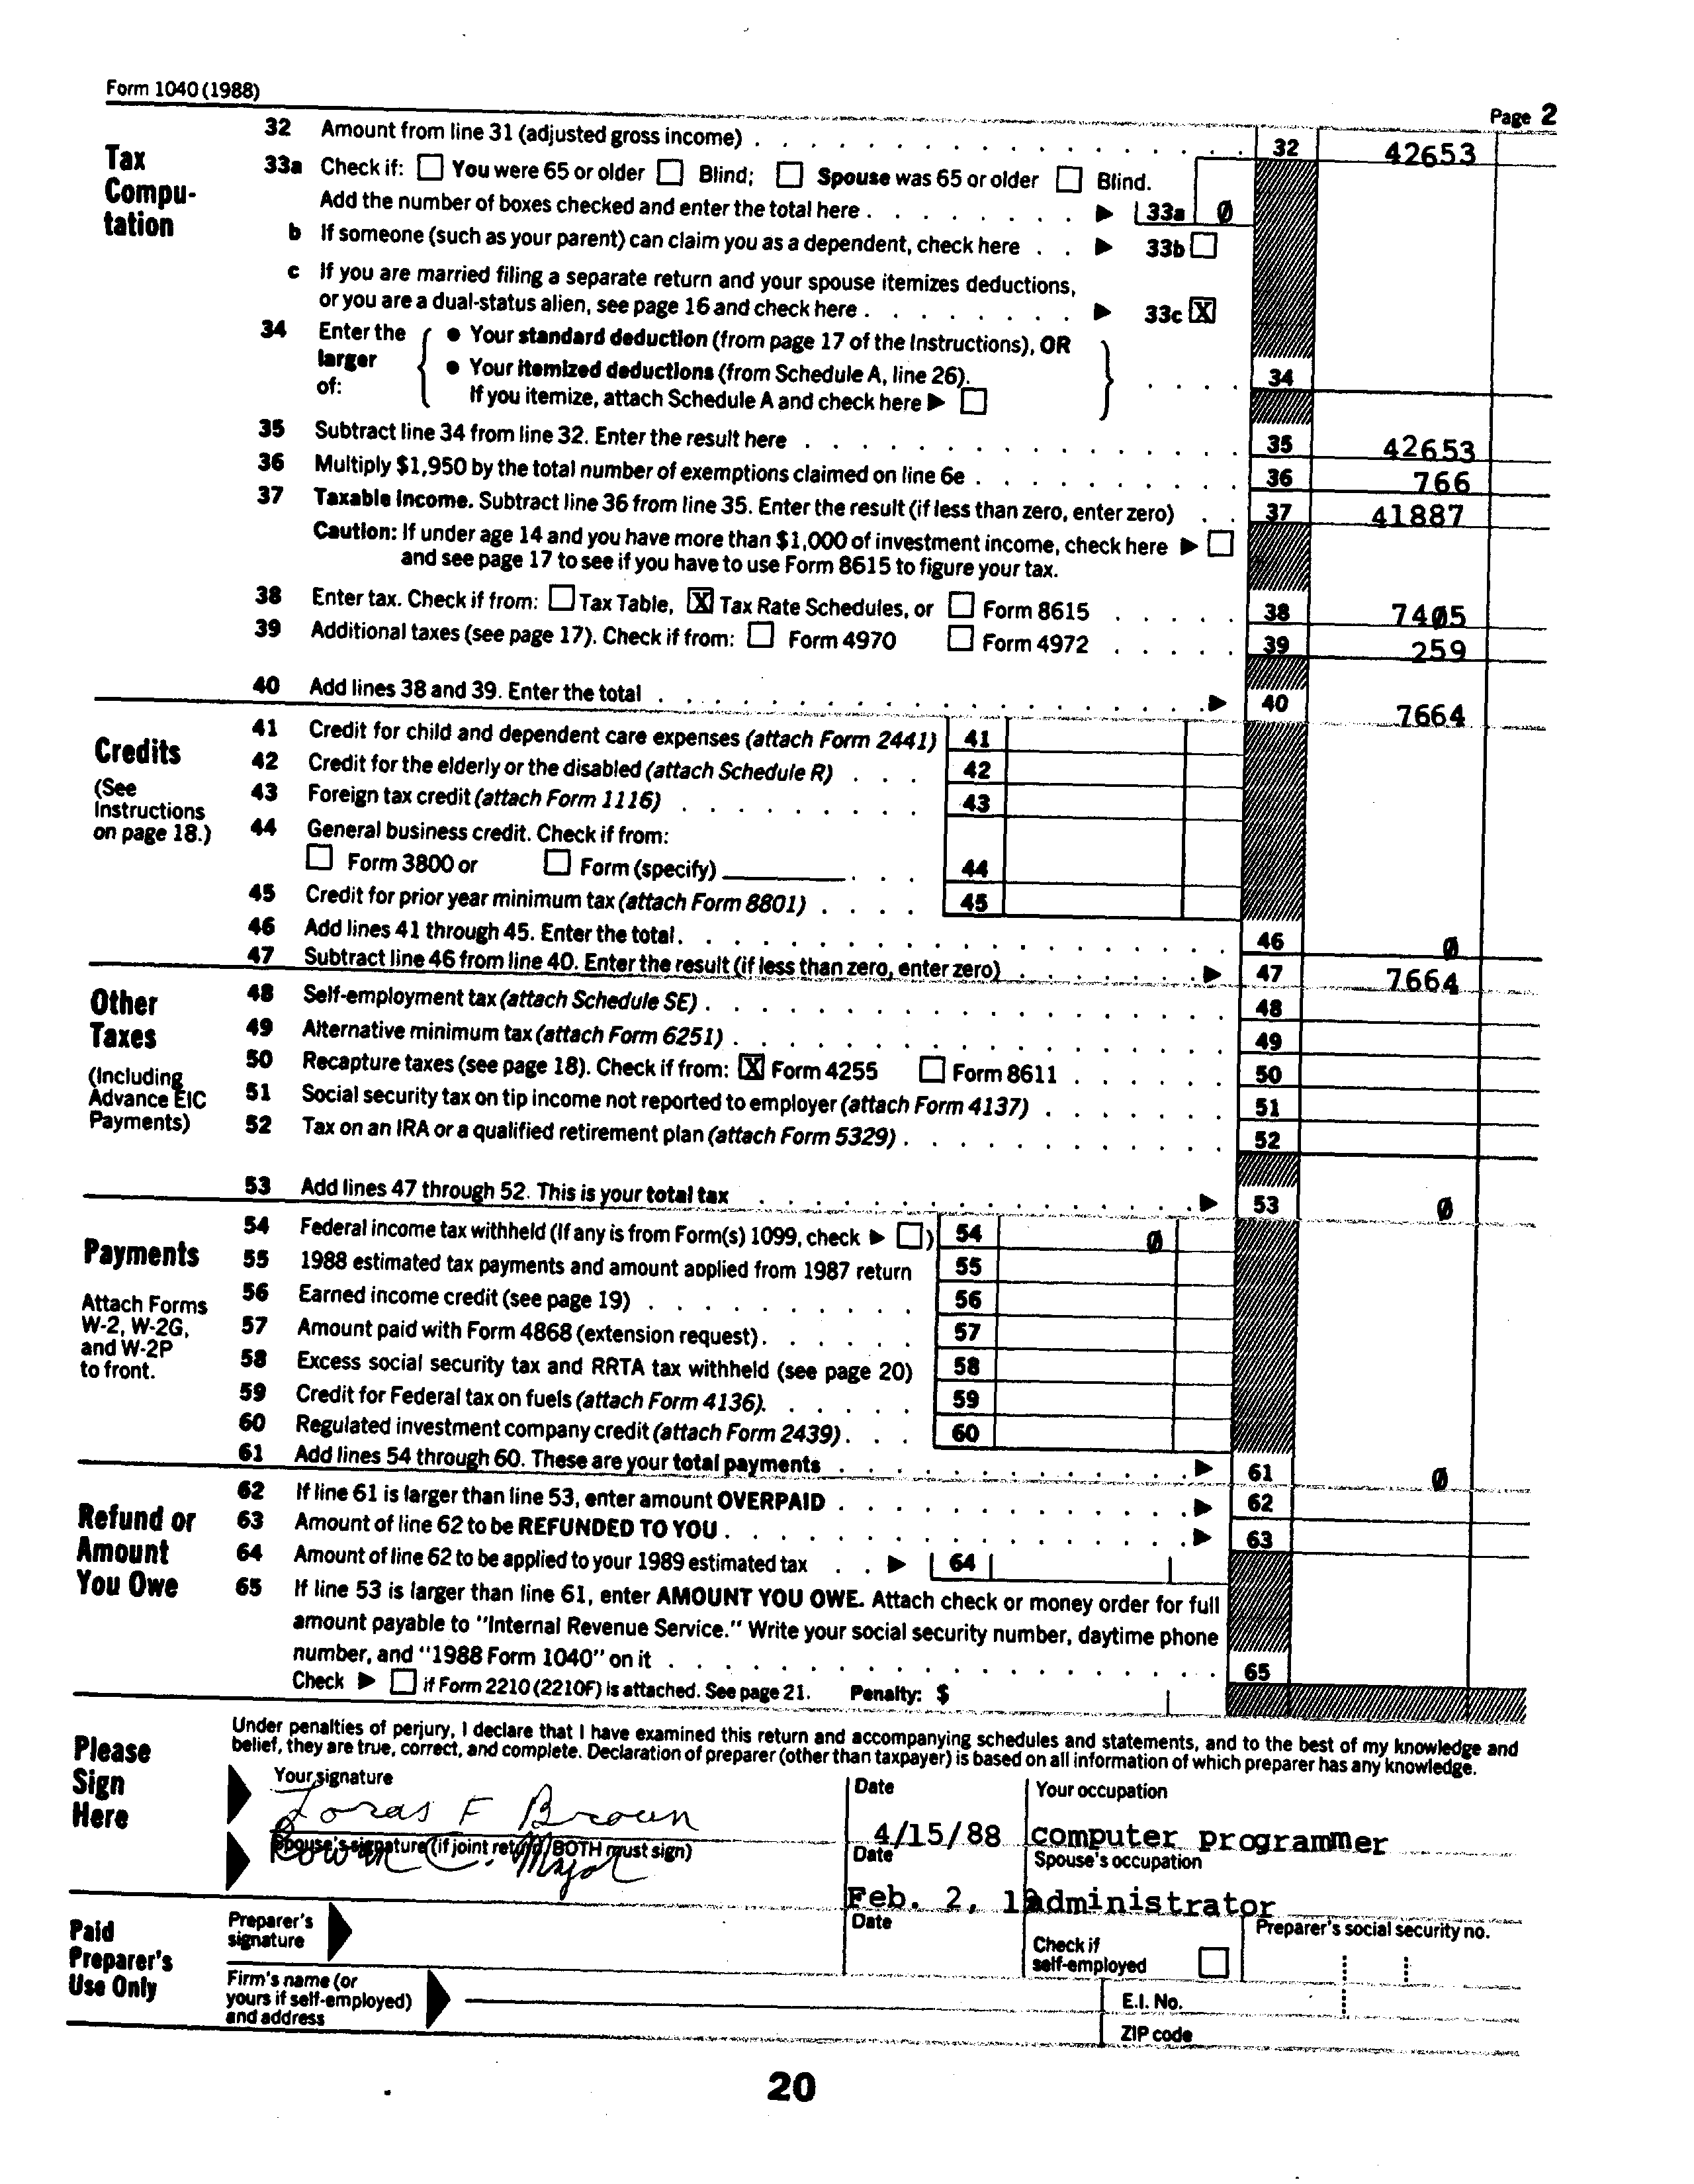 Form 1040 (1988)
Page 2
Tax Compu-tation
32 Amount from line 31 (adjusted gross income) 32 42653
33a Check if: You were 65 or older Blind; Spouse was 65 or older Blind.
Add the number of boxes checked and enter the total here 33a 0
b If someone (such as your parent) can claim you as a dependent, check here 33b
c If you are married filing a separate return and your spouse itemizes deductions,
or you are a dual-status alien, see page 16 and check here 33c X
34 Enter the larger of:
• Your standard deduction (from page 17 of the Instructions), OR
• Your itemized deductions (from Schedule A, line 26).
If you itemize, attach Schedule A and check here
34
35 Subtract line 34 from line 32. Enter the result here 35 42653
36 Multiply $1,950 by the total number of exemptions claimed on line 6e 36 766
37 Taxable income. Subtract line 36 from line 35. Enter the result (if less than zero, enter zero) 37 41887
Caution: If under age 14 and you have more than $1,000 of investment income, check here
and see page 17 to see if you have to use Form 8615 to figure your tax.
38 Enter tax. Check if from: Tax Table, X Tax Rate Schedules, or Form 8615 38 7405
39 Additional taxes (see page 17). Check if from: Form 4970 Form 4972 39 259
40 Add lines 38 and 39. Enter the total 40 7664
Credits
(See Instructions on page 18.)
41 Credit for child and dependent care expenses (attach Form 2441) 41
42 Credit for the elderly or the disabled (attach Schedule R) 42
43 Foreign tax credit (attach Form 1116) 43
44 General business credit. Check if from:
Form 3800 or Form (specify) 44
45 Credit for prior year minimum tax (attach Form 8801) 45
46 Add lines 41 through 45. Enter the total. 46 0
47 Subtract line 46 from line 40. Enter the result (if less than zero, enter zero) 47 7664
Other Taxes
(Including Advance EIC Payments)
48 Self-employment tax (attach Schedule SE) 48
49 Alternative minimum tax (attach Form 6251) 49
50 Recapture taxes (see page 18). Check if from: X Form 4255 Form 8611 50
51 Social security tax on tip income not reported to employer (attach Form 4137) 51
52 Tax on an IRA or a qualified retirement plan (attach Form 5329) 52
53 Add lines 47 through 52. This is your total tax 53 0
Payments
Attach Forms W-2, W-2G, and W-2P to front.
54 Federal income tax withheld (If any is from Form(s) 1099, check ) 54 0
55 1988 estimated tax payments and amount applied from 1987 return 55
56 Earned income credit (see page 19) 56
57 Amount paid with Form 4868 (extension request) 57
58 Excess social security tax and RRTA tax withheld (see page 20) 58
59 Credit for Federal tax on fuels (attach Form 4136). 59
60 Regulated investment company credit (attach Form 2439) 60
61 Add lines 54 through 60. These are your total payments 61 0
Refund or Amount You Owe
62 If line 61 is larger than line 53, enter amount OVERPAID 62
63 Amount of line 62 to be REFUNDED TO YOU 63
64 Amount of line 62 to be applied to your 1989 estimated tax 64
65 If line 53 is larger than line 61, enter AMOUNT YOU OWE. Attach check or money order for full
amount payable to "Internal Revenue Service." Write your social security number, daytime phone
number, and "1988 Form 1040" on it 65
Check if Form 2210 (2210F) is attached. See page 21. Penalty: $
Please Sign Here
Under penalties of perjury, I declare that I have examined this return and accompanying schedules and statements, and to the best of my knowledge and
belief, they are true, correct, and complete. Declaration of preparer (other than taxpayer) is based on all information of which preparer has any knowledge.
Your signature Date Your occupation
Loras F Brown 4/15/88 computer programmer
Spouse's signature (if joint return, BOTH must sign) Date Spouse's occupation
C. Major Feb. 2, administrator
Paid Preparer's Use Only
Preparer's signature Date Check if self-employed Preparer's social security no.
Firm's name (or yours if self-employed) and address E.I. No.
ZIP code
20